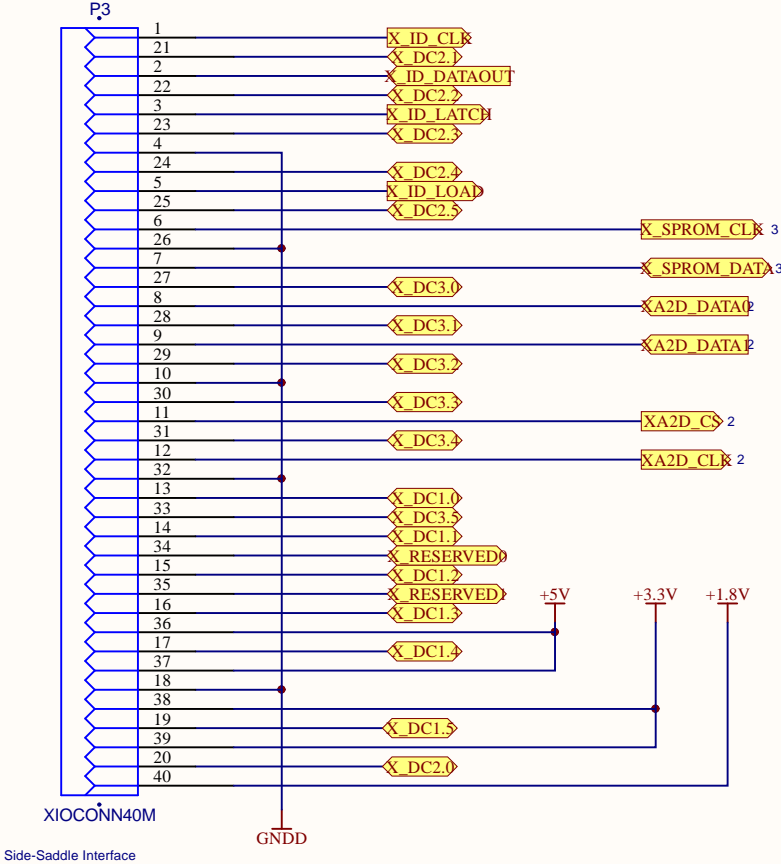 P3
1 X_ID_CLK
21 X_DC2.1
2 X_ID_DATAOUT
22 X_DC2.2
3 X_ID_LATCH
23 X_DC2.3
4
24 X_DC2.4
5 X_ID_LOAD
25 X_DC2.5
6 X_SPROM_CLK 3
26
7 X_SPROM_DATA 3
27 X_DC3.0
8 XA2D_DATA0 2
28 X_DC3.1
9 XA2D_DATA1 2
29 X_DC3.2
10
30 X_DC3.3
11 XA2D_CS 2
31 X_DC3.4
12 XA2D_CLK 2
32
13 X_DC1.0
33 X_DC3.5
14 X_DC1.1
34 X_RESERVED0
15 X_DC1.2
35 X_RESERVED1
+5V +3.3V +1.8V
16 X_DC1.3
36
17 X_DC1.4
37
18
38
19 X_DC1.5
39
20 X_DC2.0
40
XIOCONN40M
GNDD
Side-Saddle Interface